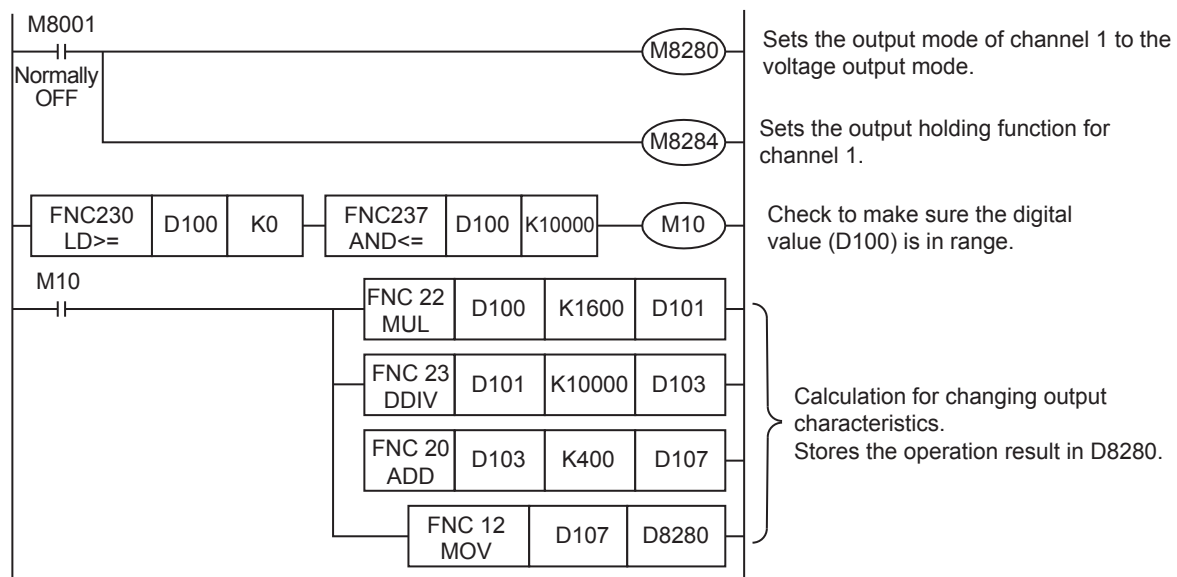 M8001
Normally
OFF
M8280
Sets the output mode of channel 1 to the
voltage output mode.
M8284
Sets the output holding function for
channel 1.
FNC230
LD>=
D100
K0
FNC237
AND<=
D100
K10000
M10
Check to make sure the digital
value (D100) is in range.
M10
FNC 22
MUL
D100
K1600
D101
FNC 23
DDIV
D101
K10000
D103
FNC 20
ADD
D103
K400
D107
FNC 12
MOV
D107
D8280
Calculation for changing output
characteristics.
Stores the operation result in D8280.